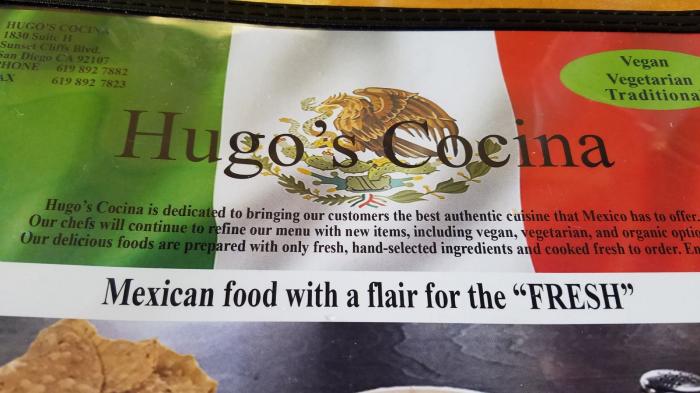 HUGO'S COCINA
1830 Suite H
Sunset Cliffs Blvd.
San Diego CA 92107
PHONE 619 892 7882
AX 619 892 7823
Vegan
Vegetarian
Traditiona
Hugo's Cocina
Hugo's Cocina is dedicated to bringing our customers the best authentic cuisine that Mexico has to offer.
Our chefs will continue to refine our menu with new items, including vegan, vegetarian, and organic optio
Our delicious foods are prepared with only fresh, hand-selected ingredients and cooked fresh to order. En
Mexican food with a flair for the “FRESH”